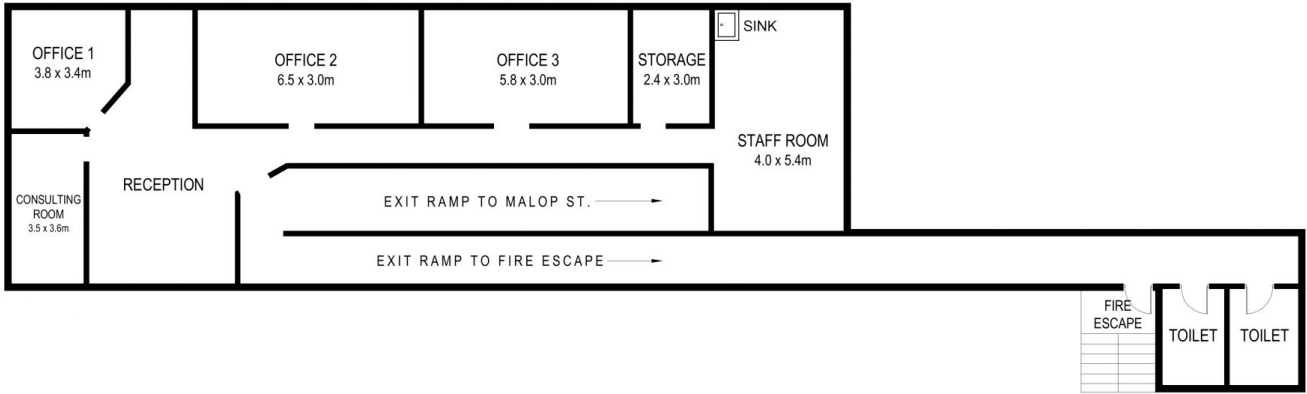 OFFICE 1
3.8 x 3.4m
OFFICE 2
6.5 x 3.0m
OFFICE 3
5.8 x 3.0m
STORAGE
2.4 x 3.0m
SINK
STAFF ROOM
4.0 x 5.4m
RECEPTION
CONSULTING
ROOM
3.5 x 3.6m
EXIT RAMP TO MALOP ST.
EXIT RAMP TO FIRE ESCAPE
FIRE
ESCAPE
TOILET
TOILET